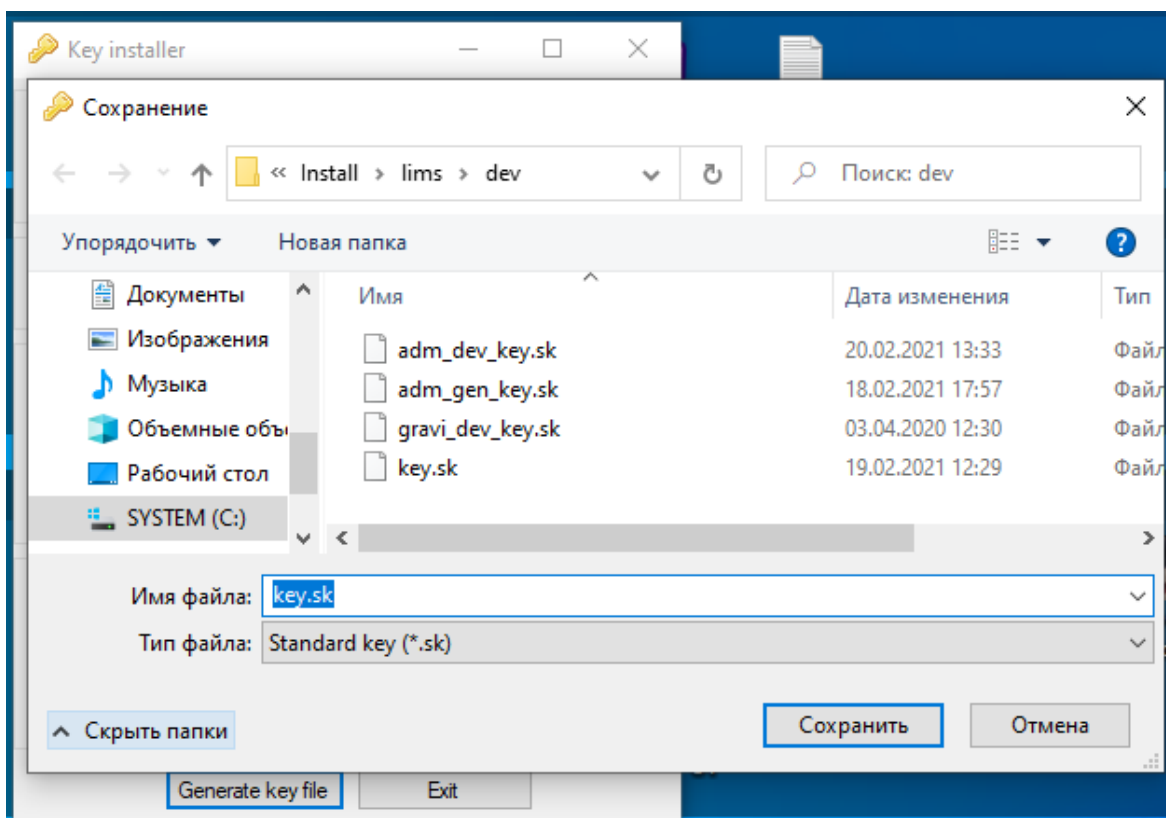 Key installer
Сохранение
« Install › lims › dev
Поиск: dev
Упорядочить
Новая папка
Документы
Изображения
Музыка
Объемные объ
Рабочий стол
SYSTEM (C:)
Имя Дата изменения Тип
adm_dev_key.sk 20.02.2021 13:33 Файл
adm_gen_key.sk 18.02.2021 17:57 Файл
gravi_dev_key.sk 03.04.2020 12:30 Файл
key.sk 19.02.2021 12:29 Файл
Имя файла: key.sk
Тип файла: Standard key (*.sk)
Скрыть папки
Сохранить
Отмена
Generate key file
Exit